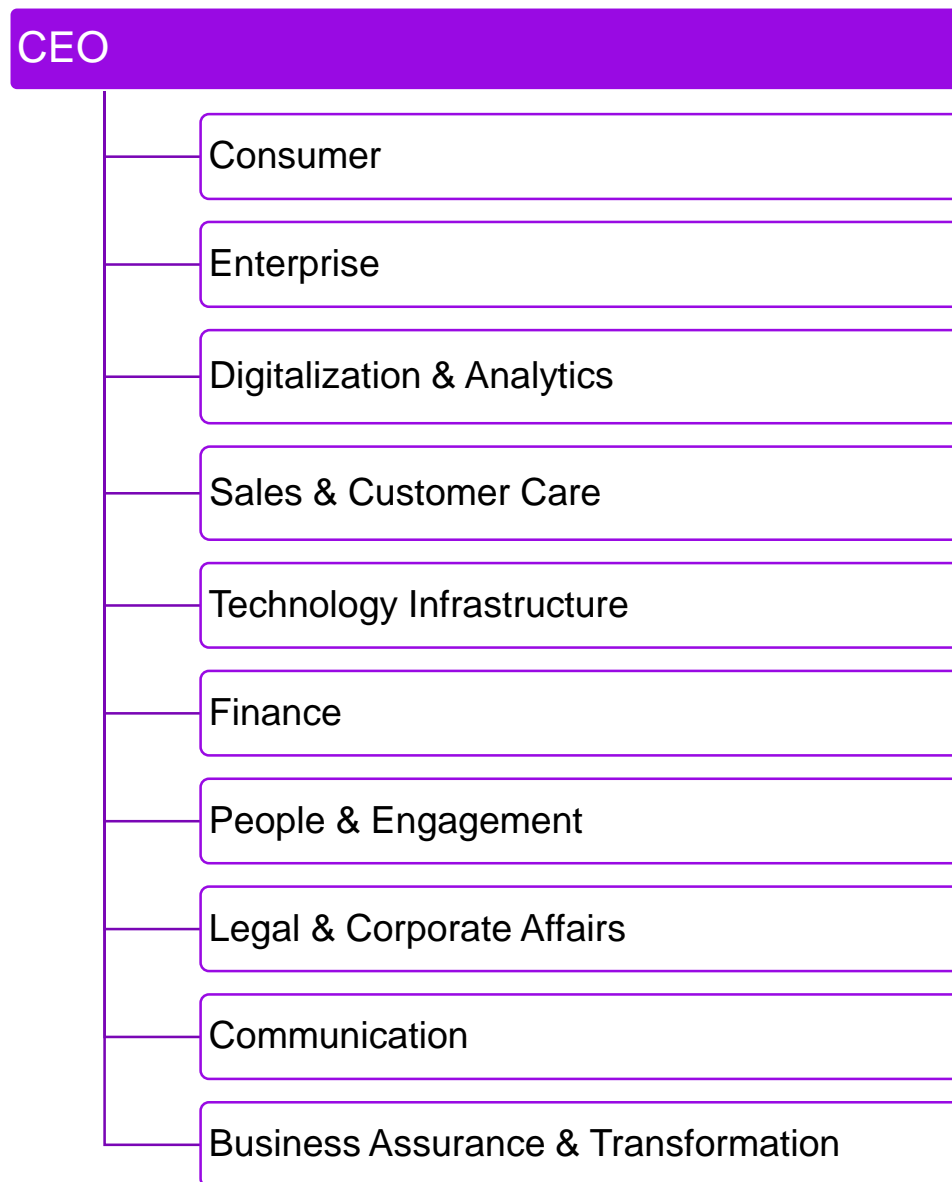 CEO
Consumer
Enterprise
Digitalization & Analytics
Sales & Customer Care
Technology Infrastructure
Finance
People & Engagement
Legal & Corporate Affairs
Communication
Business Assurance & Transformation